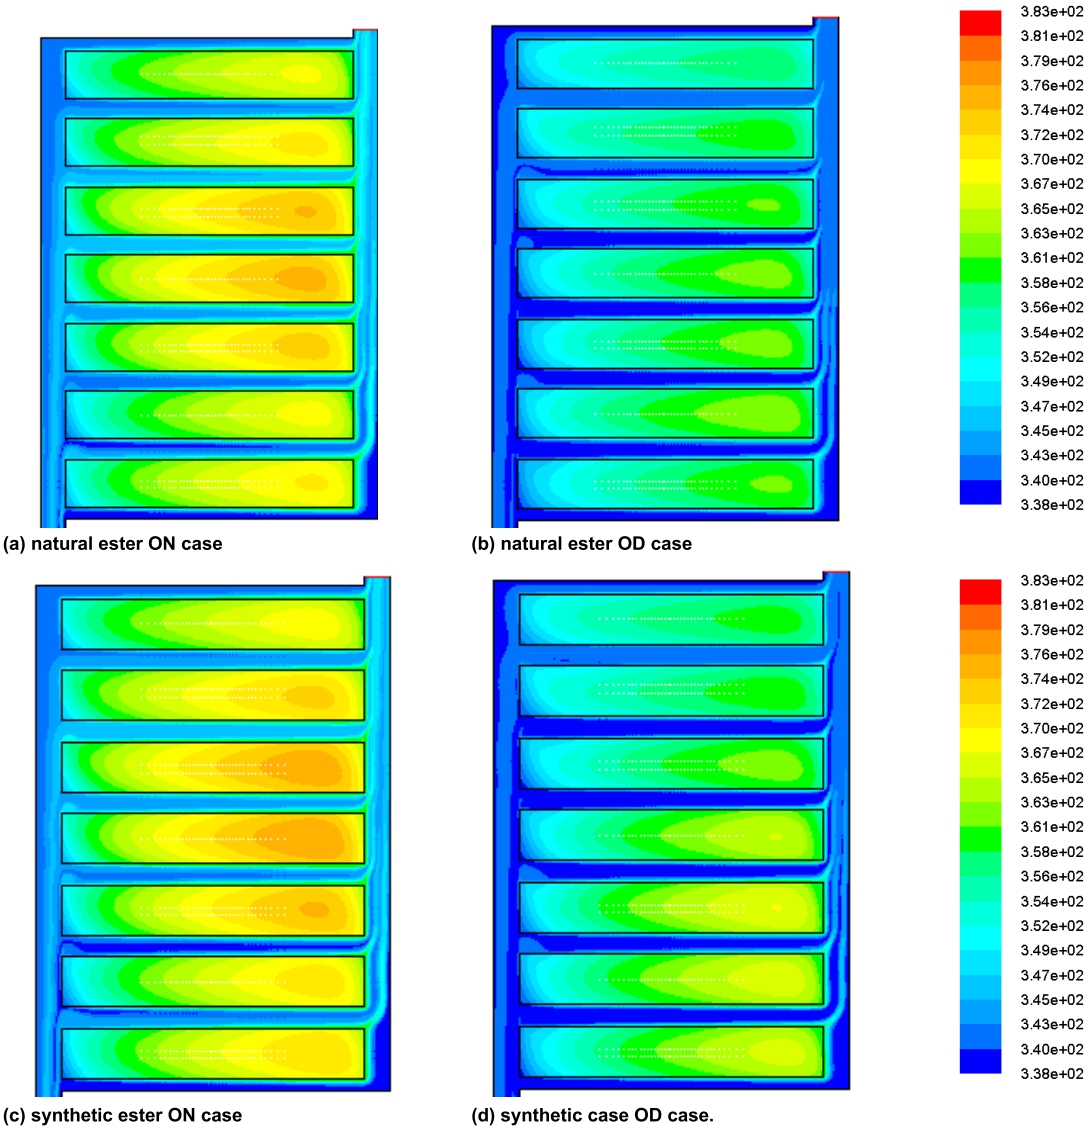 3.83e+02
3.81e+02
3.79e+02
3.76e+02
3.74e+02
3.72e+02
3.70e+02
3.67e+02
3.65e+02
3.63e+02
3.61e+02
3.58e+02
3.56e+02
3.54e+02
3.52e+02
3.49e+02
3.47e+02
3.45e+02
3.43e+02
3.40e+02
3.38e+02
(a) natural ester ON case
(b) natural ester OD case
3.83e+02
3.81e+02
3.79e+02
3.76e+02
3.74e+02
3.72e+02
3.70e+02
3.67e+02
3.65e+02
3.63e+02
3.61e+02
3.58e+02
3.56e+02
3.54e+02
3.52e+02
3.49e+02
3.47e+02
3.45e+02
3.43e+02
3.40e+02
3.38e+02
(c) synthetic ester ON case
(d) synthetic case OD case.